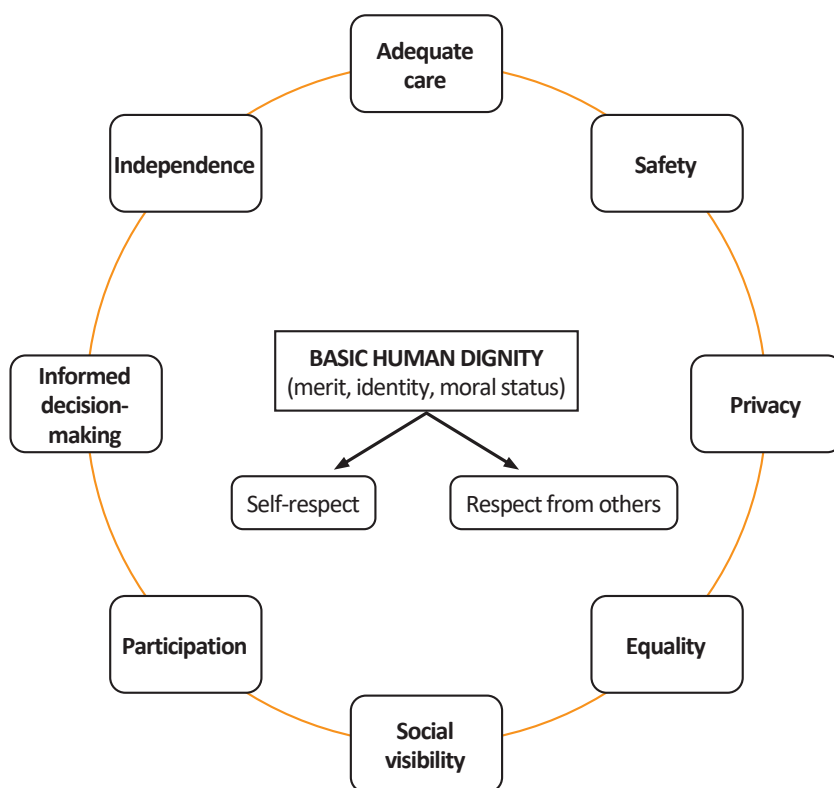 Adequate
care
Independence
Safety
BASIC HUMAN DIGNITY
(merit, identity, moral status)
Informed
decision-
making
Privacy
Self-respect
Respect from others
Participation
Equality
Social
visibility